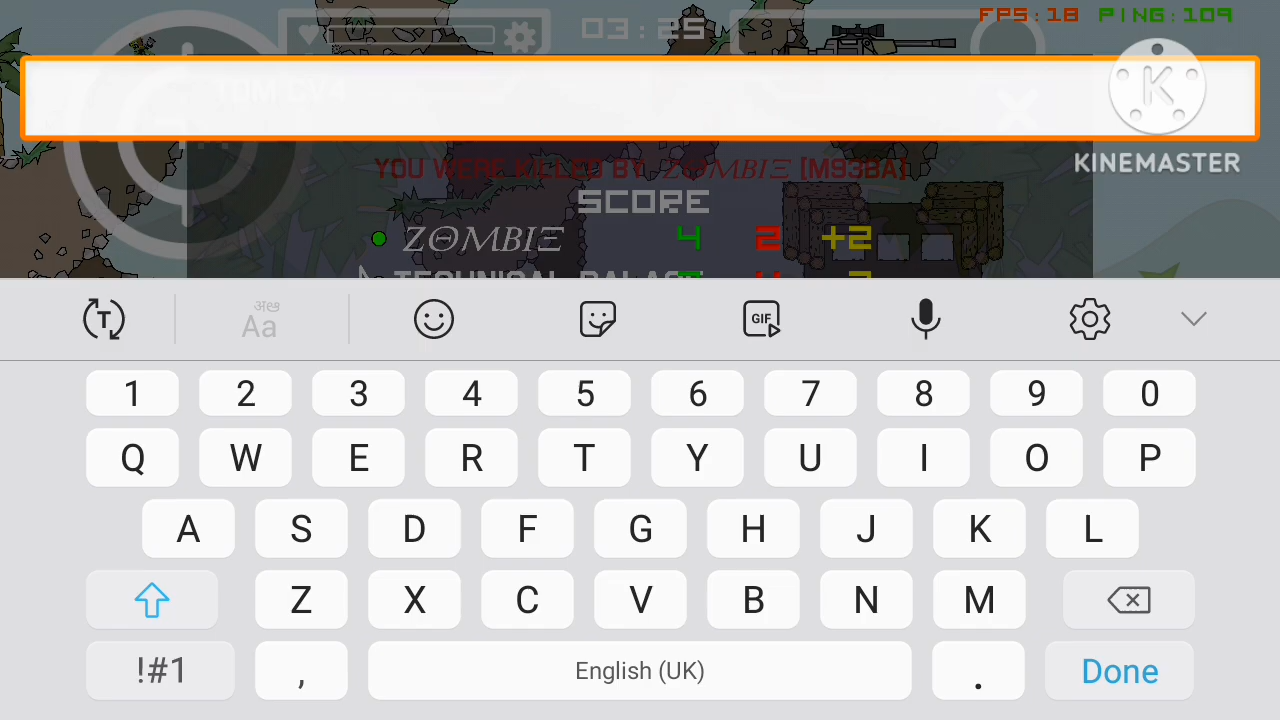 03:25
FPS:18 PING:109
K
KINEMASTER
YOU WERE KILLED BY ZΘMBIΞ [M93BA]
SCORE
ZΘMBIΞ 4 2 +2
T
अआ
Aa
GIF
1 2 3 4 5 6 7 8 9 0
Q W E R T Y U I O P
A S D F G H J K L
Z X C V B N M
!#1 , English (UK) . Done